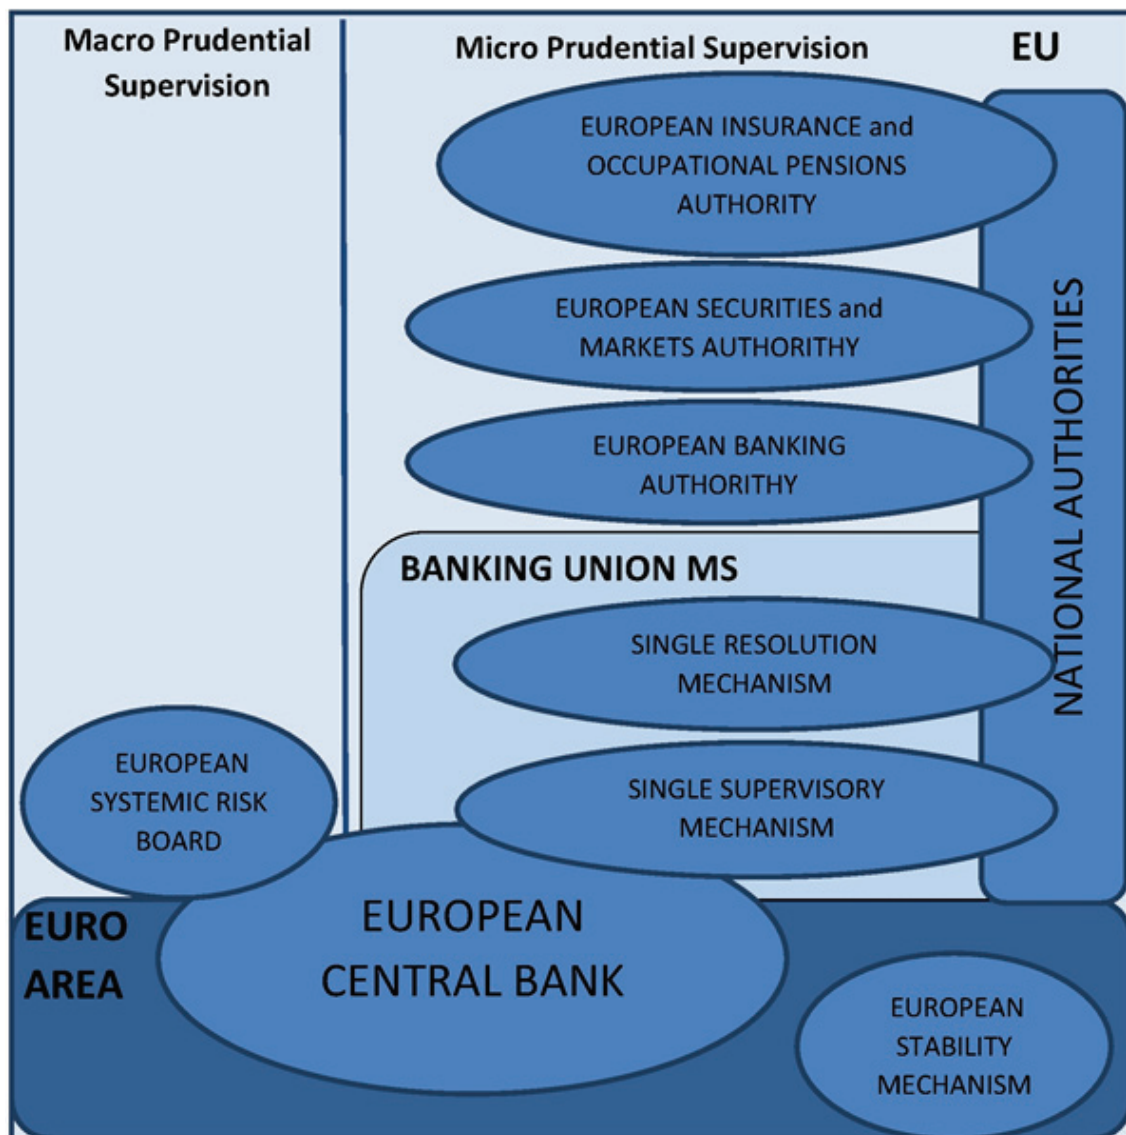 Macro Prudential
Supervision
Micro Prudential Supervision
EU
EUROPEAN INSURANCE and
OCCUPATIONAL PENSIONS
AUTHORITY
EUROPEAN SECURITIES and
MARKETS AUTHORITHY
EUROPEAN BANKING
AUTHORITHY
NATIONAL AUTHORITIES
BANKING UNION MS
SINGLE RESOLUTION
MECHANISM
SINGLE SUPERVISORY
MECHANISM
EUROPEAN
SYSTEMIC RISK
BOARD
EURO
AREA
EUROPEAN
CENTRAL BANK
EUROPEAN
STABILITY
MECHANISM